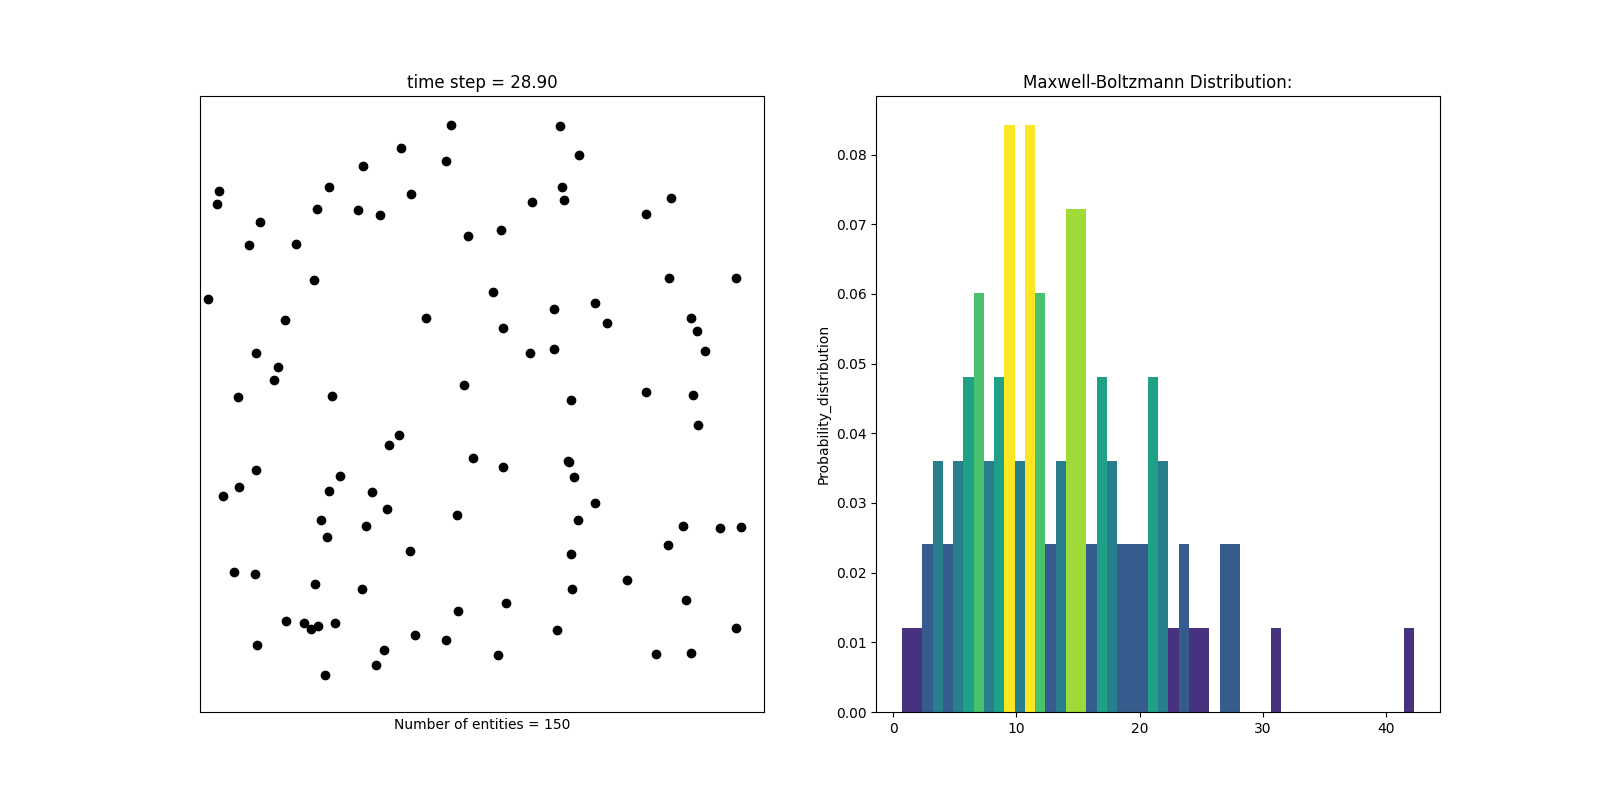 time step = 28.90
Number of entities = 150
Maxwell-Boltzmann Distribution:
Probability_distribution
0.08
0.07
0.06
0.05
0.04
0.03
0.02
0.01
0.00
0 10 20 30 40